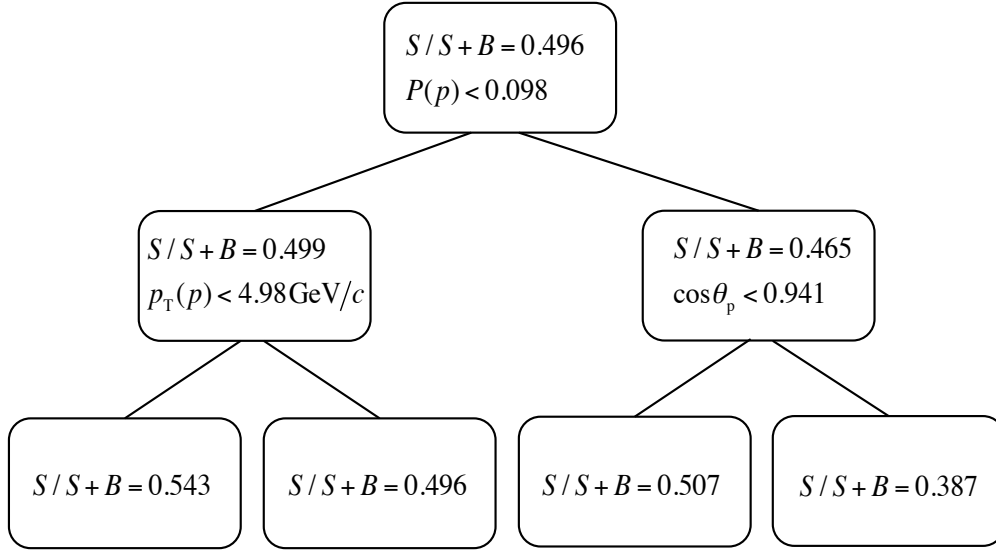 S / S + B = 0.496
P(p) < 0.098
S / S + B = 0.499
p_T(p) < 4.98 GeV/c
S / S + B = 0.465
cosθ_p < 0.941
S / S + B = 0.543
S / S + B = 0.496
S / S + B = 0.507
S / S + B = 0.387